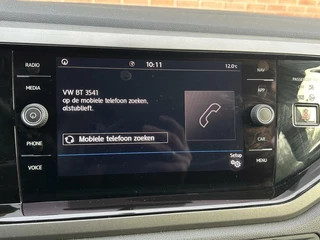 RADIO
10:11
12.0°C
NAV
MEDIA
VW BT 3541
op de mobiele telefoon zoeken,
alstublieft.
APP
PASSEN
CAR
PHONE
Mobiele telefoon zoeken
Setup
VOICE
MENU